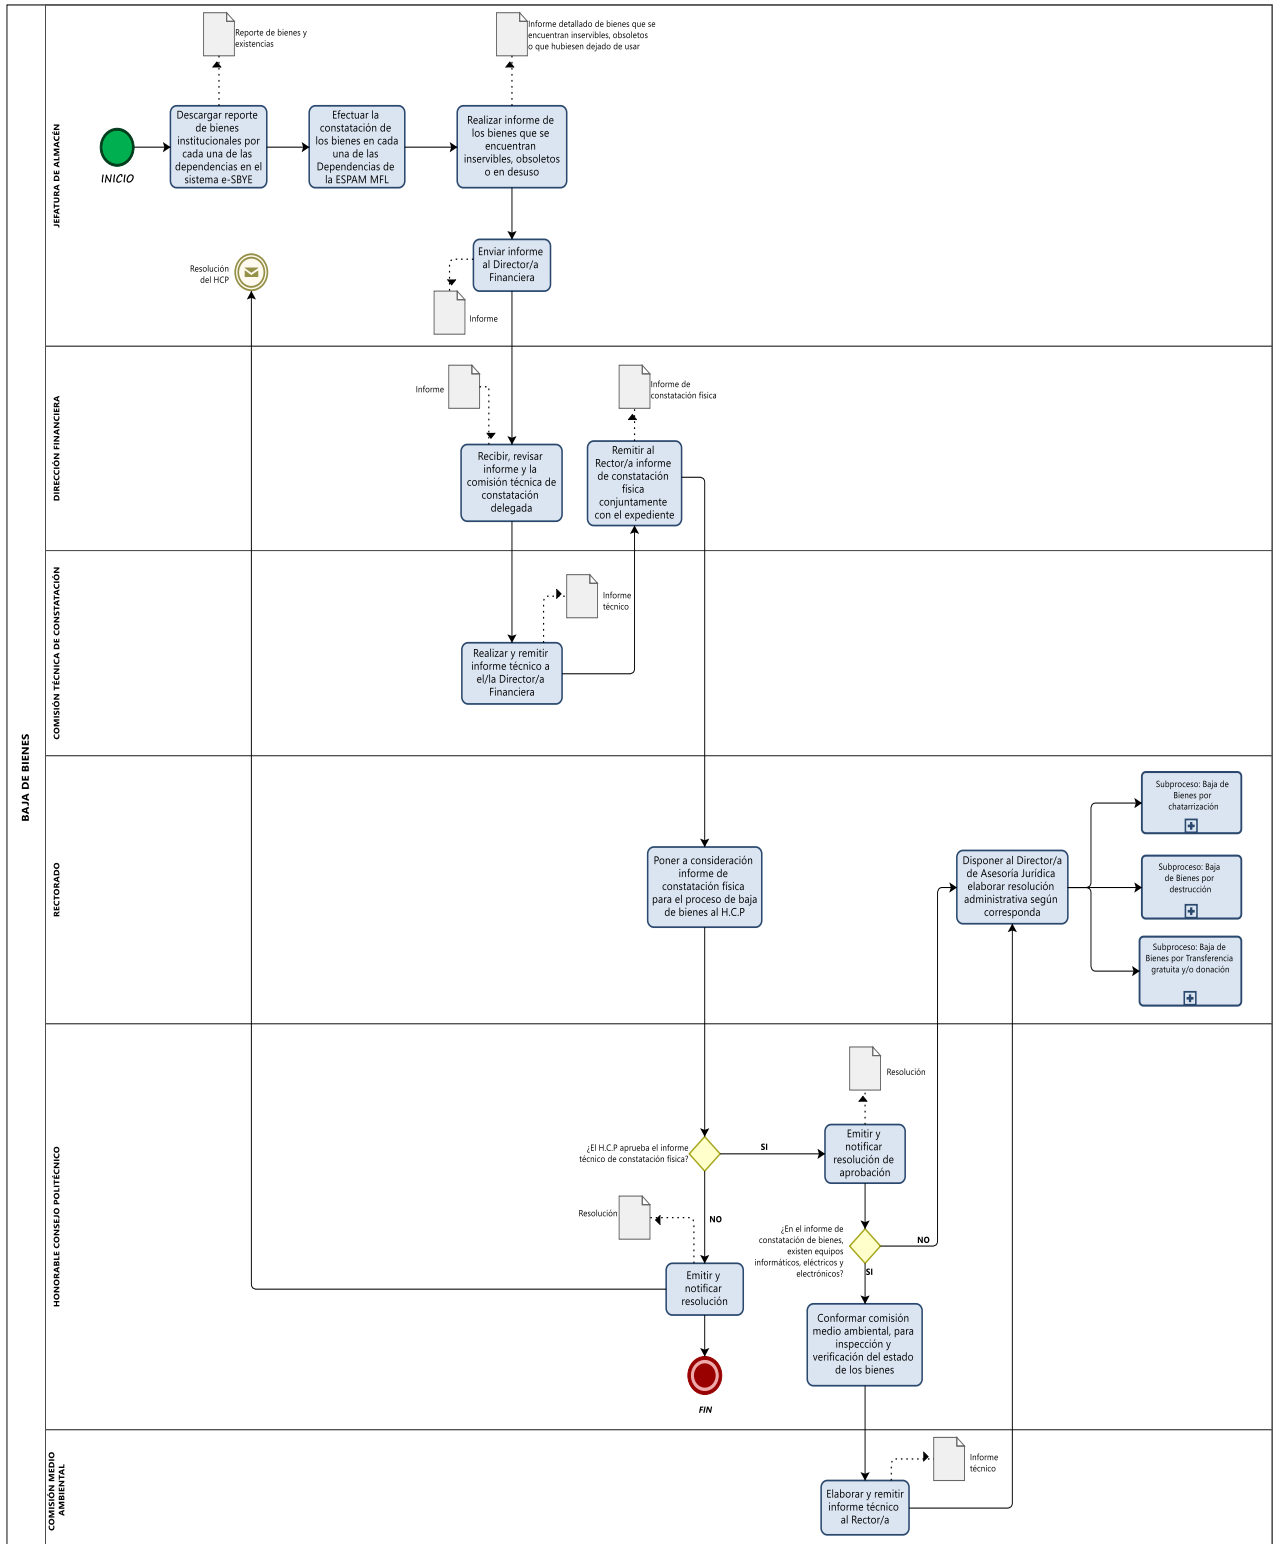 BAJA DE BIENES
JEFATURA DE ALMACÉN
Reporte de bienes y
existencias
Informe detallado de bienes que se
encuentran inservibles, obsoletos
o que hubiesen dejado de usar
INICIO
Descargar reporte
de bienes
institucionales por
cada una de las
dependencias en el
sistema e-SBYE
Efectuar la
constatación de
los bienes en cada
una de las
Dependencias de
la ESPAM MFL
Realizar informe de
los bienes que se
encuentran
inservibles, obsoletos
o en desuso
Resolución
del HCP
Enviar informe
al Director/a
Financiera
Informe
DIRECCIÓN FINANCIERA
Informe
Informe de
constatación física
Recibir, revisar
informe y la
comisión técnica de
constatación
delegada
Remitir al
Rector/a informe
de constatación
física
conjuntamente
con el expediente
COMISIÓN TÉCNICA DE CONSTATACIÓN
Informe
técnico
Realizar y remitir
informe técnico a
el/la Director/a
Financiera
RECTORADO
Poner a consideración
informe de
constatación física
para el proceso de baja
de bienes al H.C.P
Disponer al Director/a
de Asesoría Jurídica
elaborar resolución
administrativa según
corresponda
Subproceso: Baja de
Bienes por
chatarrización
Subproceso: Baja
de Bienes por
destrucción
Subproceso: Baja de
Bienes por Transferencia
gratuita y/o donación
HONORABLE CONSEJO POLITÉCNICO
Resolución
¿El H.C.P aprueba el informe
técnico de constatación física?
SI
Emitir y
notificar
resolución de
aprobación
Resolución
NO
¿En el informe de
constatación de bienes,
existen equipos
informáticos, eléctricos y
electrónicos?
NO
SI
Emitir y
notificar
resolución
Conformar comisión
medio ambiental, para
inspección y
verificación del estado
de los bienes
FIN
COMISIÓN MEDIO
AMBIENTAL
Informe
técnico
Elaborar y remitir
informe técnico
al Rector/a